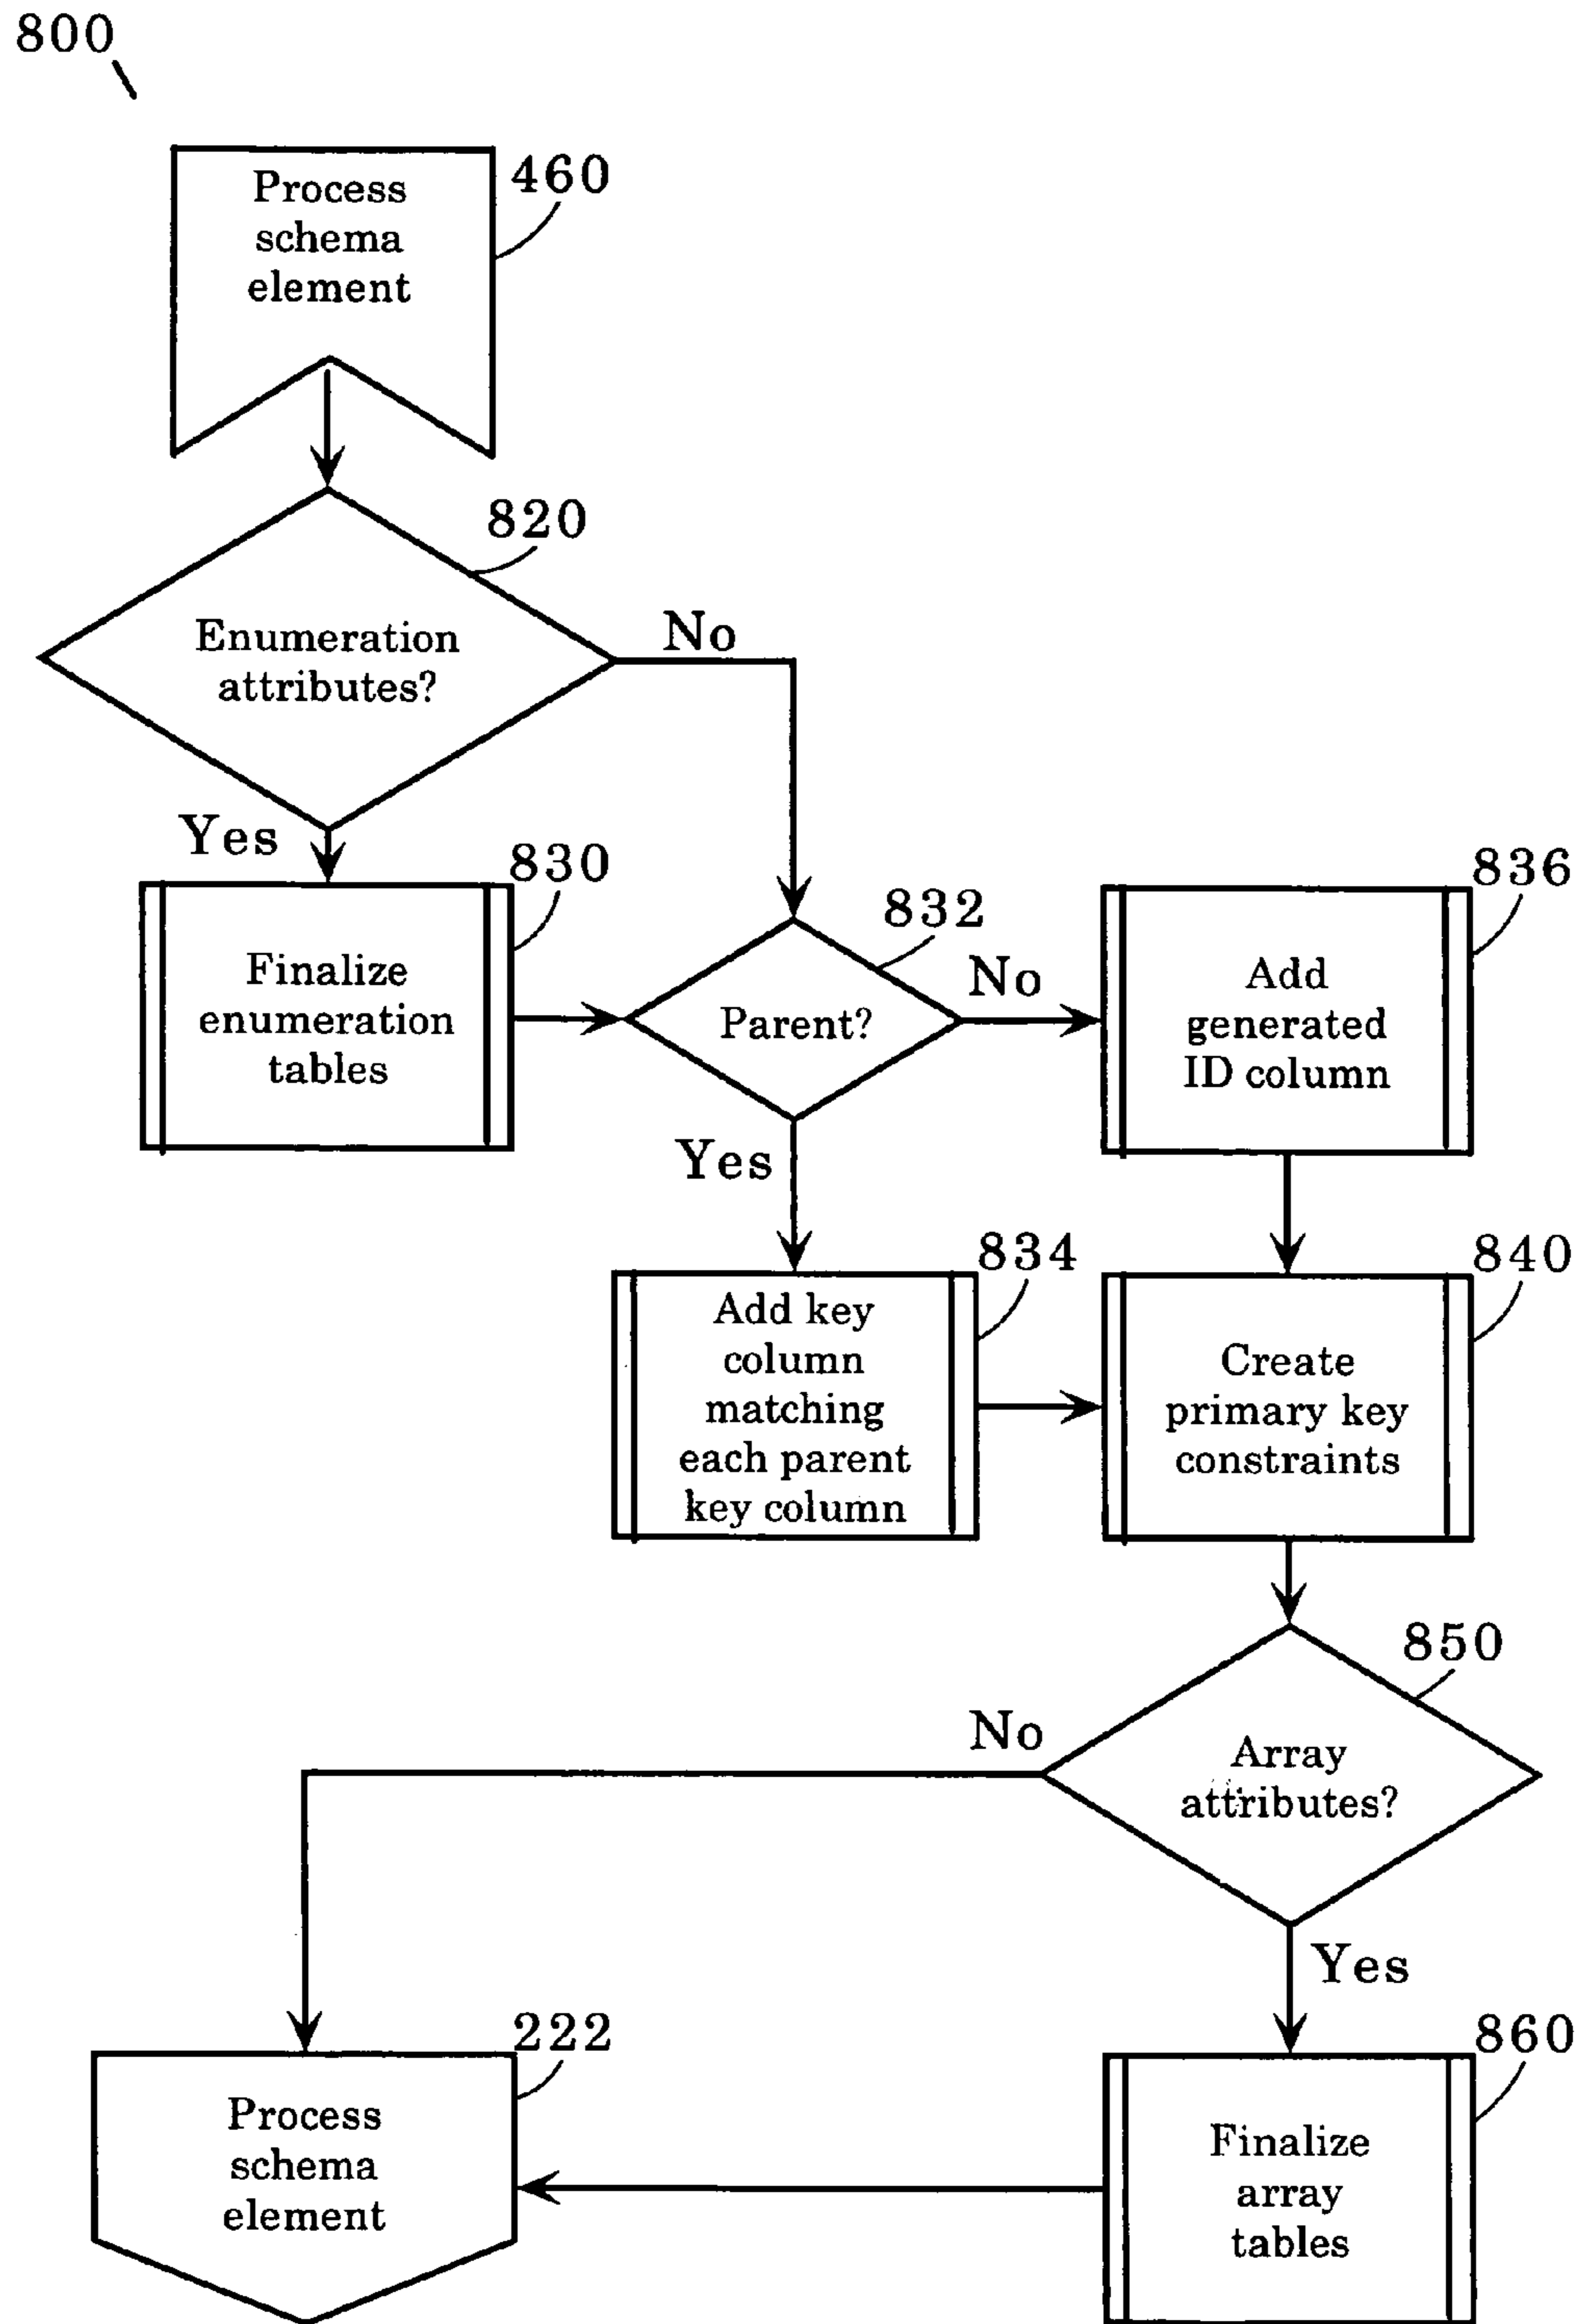 800
Process
schema
element
460
820
Enumeration
attributes?
No
Yes
830
Finalize
enumeration
tables
832
Parent?
No
836
Add
generated
ID column
Yes
834
Add key
column
matching
each parent
key column
840
Create
primary key
constraints
850
Array
attributes?
No
Yes
222
Process
schema
element
860
Finalize
array
tables